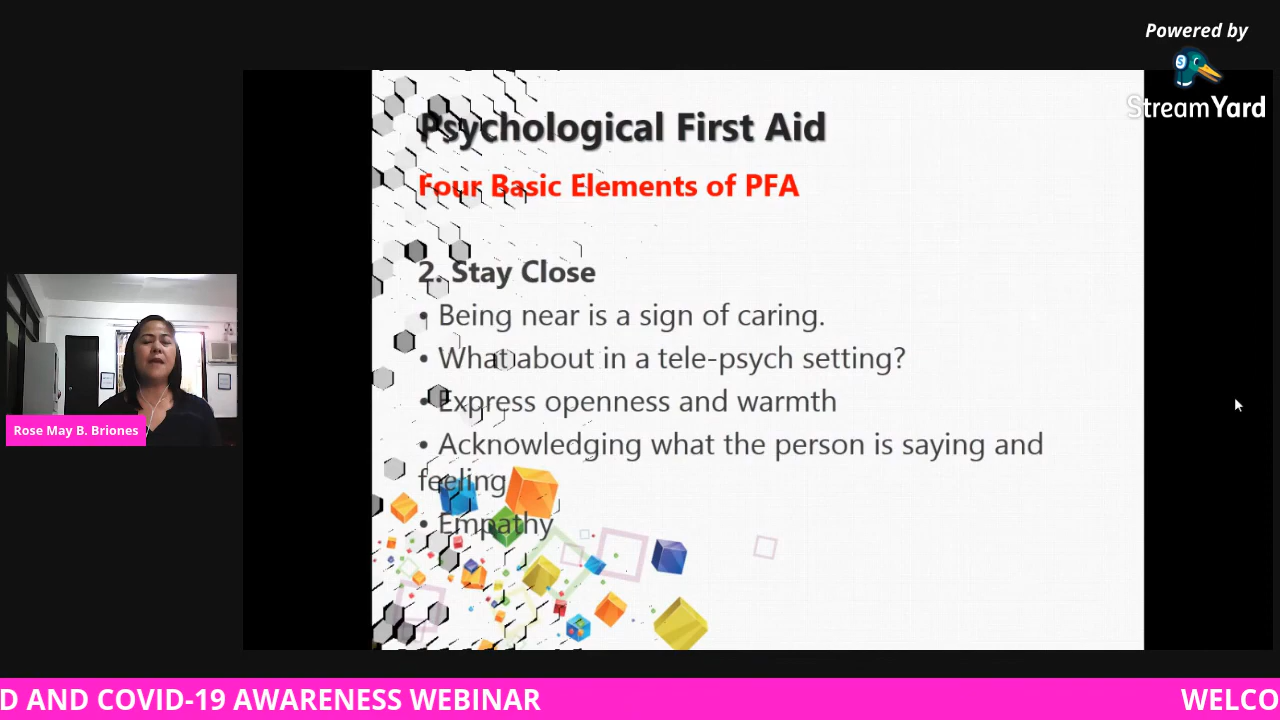 Powered by
StreamYard
Psychological First Aid
Four Basic Elements of PFA
2. Stay Close
• Being near is a sign of caring.
• What about in a tele-psych setting?
• Express openness and warmth
• Acknowledging what the person is saying and
feeling
• Empathy
Rose May B. Briones
D AND COVID-19 AWARENESS WEBINAR
WELCO